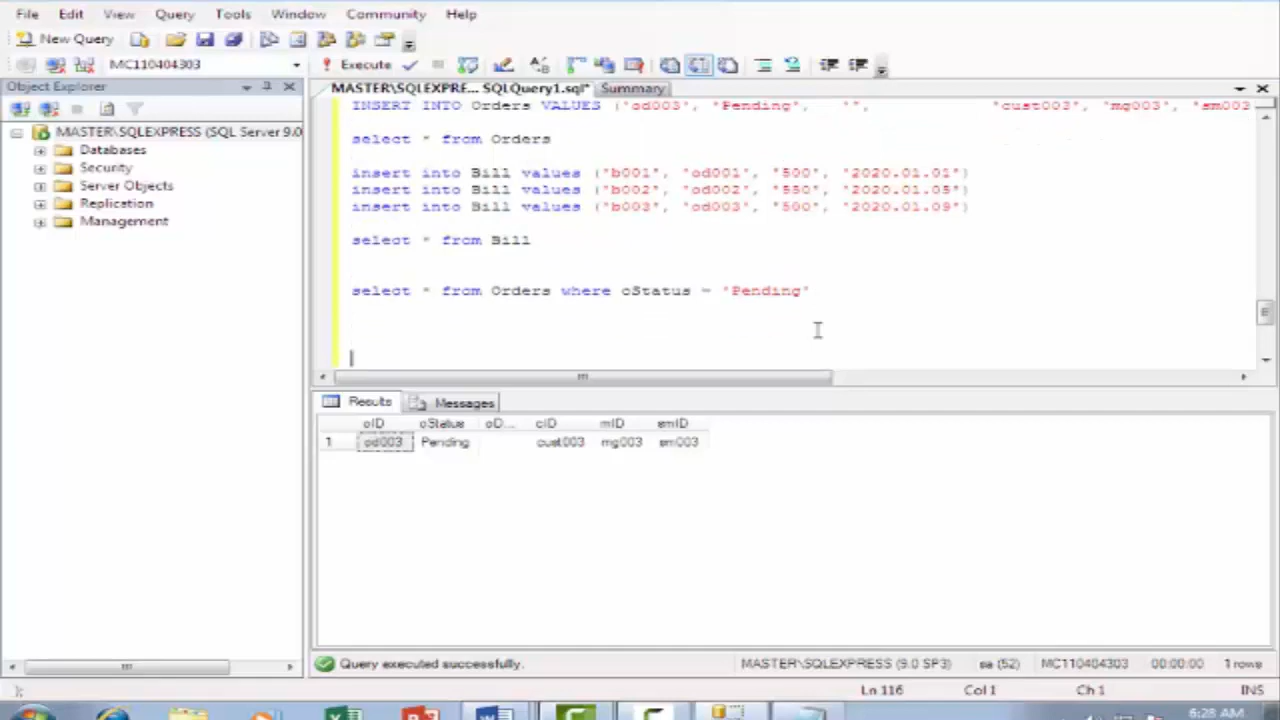 File Edit View Query Tools Window Community Help
New Query
MC110404303 Execute
Object Explorer
MASTER\SQLEXPRESS (SQL Server 9.0
Databases
Security
Server Objects
Replication
Management
MASTER\SQLEXPRE... SQLQuery1.sql* Summary
INSERT INTO Orders VALUES ('od003', 'Pending', '', 'cust003', 'mg003', 'sm003
select * from Orders
insert into Bill values ('b001', 'od001', '500', '2020.01.01')
insert into Bill values ('b002', 'od002', '550', '2020.01.05')
insert into Bill values ('b003', 'od003', '500', '2020.01.09')
select * from Bill
select * from Orders where oStatus = 'Pending'
Results Messages
oID oStatus oD... cID mID smID
1 od003 Pending cust003 mg003 sm003
Query executed successfully. MASTER\SQLEXPRESS (9.0 SP3) sa (52) MC110404303 00:00:00 1 rows
Ln 116 Col 1 Ch 1 INS
6:28 AM